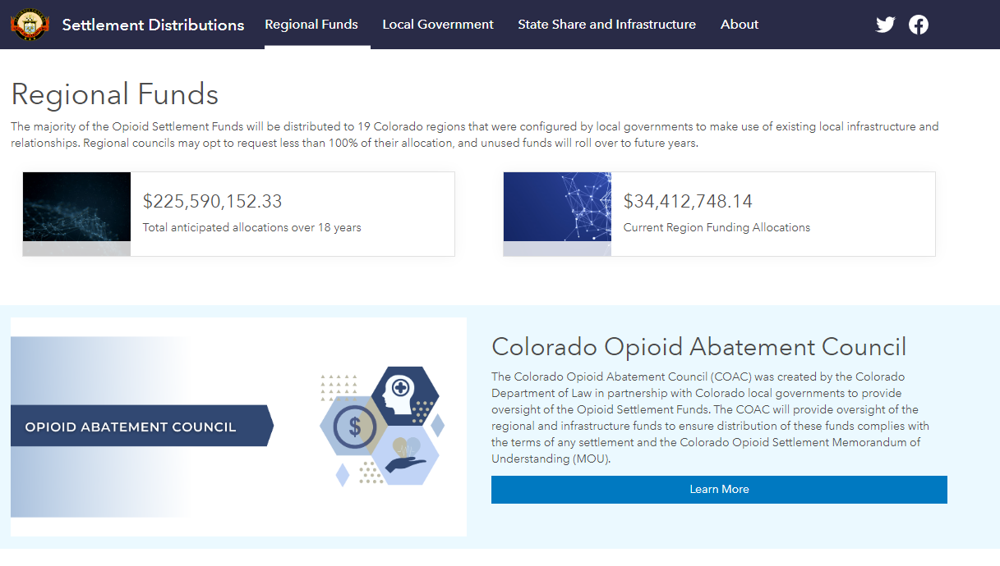 Settlement Distributions
Regional Funds
Local Government
State Share and Infrastructure
About
Regional Funds
The majority of the Opioid Settlement Funds will be distributed to 19 Colorado regions that were configured by local governments to make use of existing local infrastructure and
relationships. Regional councils may opt to request less than 100% of their allocation, and unused funds will roll over to future years.
$225,590,152.33
Total anticipated allocations over 18 years
$34,412,748.14
Current Region Funding Allocations
OPIOID ABATEMENT COUNCIL
$
Colorado Opioid Abatement Council
The Colorado Opioid Abatement Council (COAC) was created by the Colorado
Department of Law in partnership with Colorado local governments to provide
oversight of the Opioid Settlement Funds. The COAC will provide oversight of the
regional and infrastructure funds to ensure distribution of these funds complies with
the terms of any settlement and the Colorado Opioid Settlement Memorandum of
Understanding (MOU).
Learn More